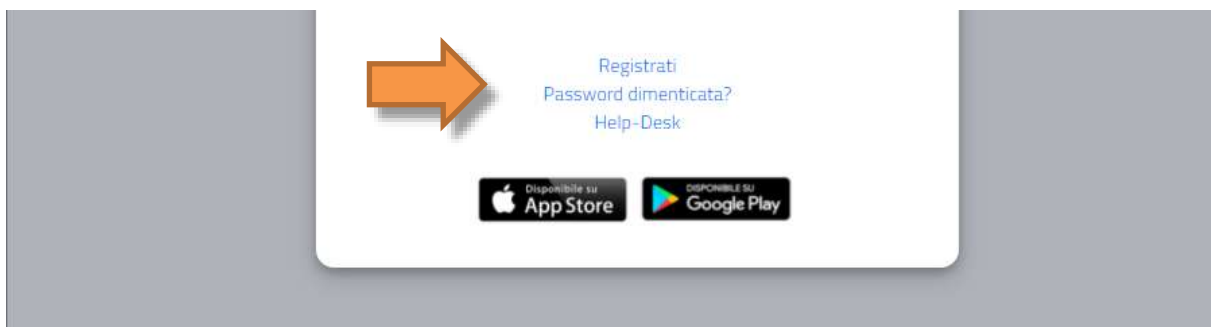 Registrati
Password dimenticata?
Help-Desk
Disponibile su
App Store
DISPONIBILE SU
Google Play